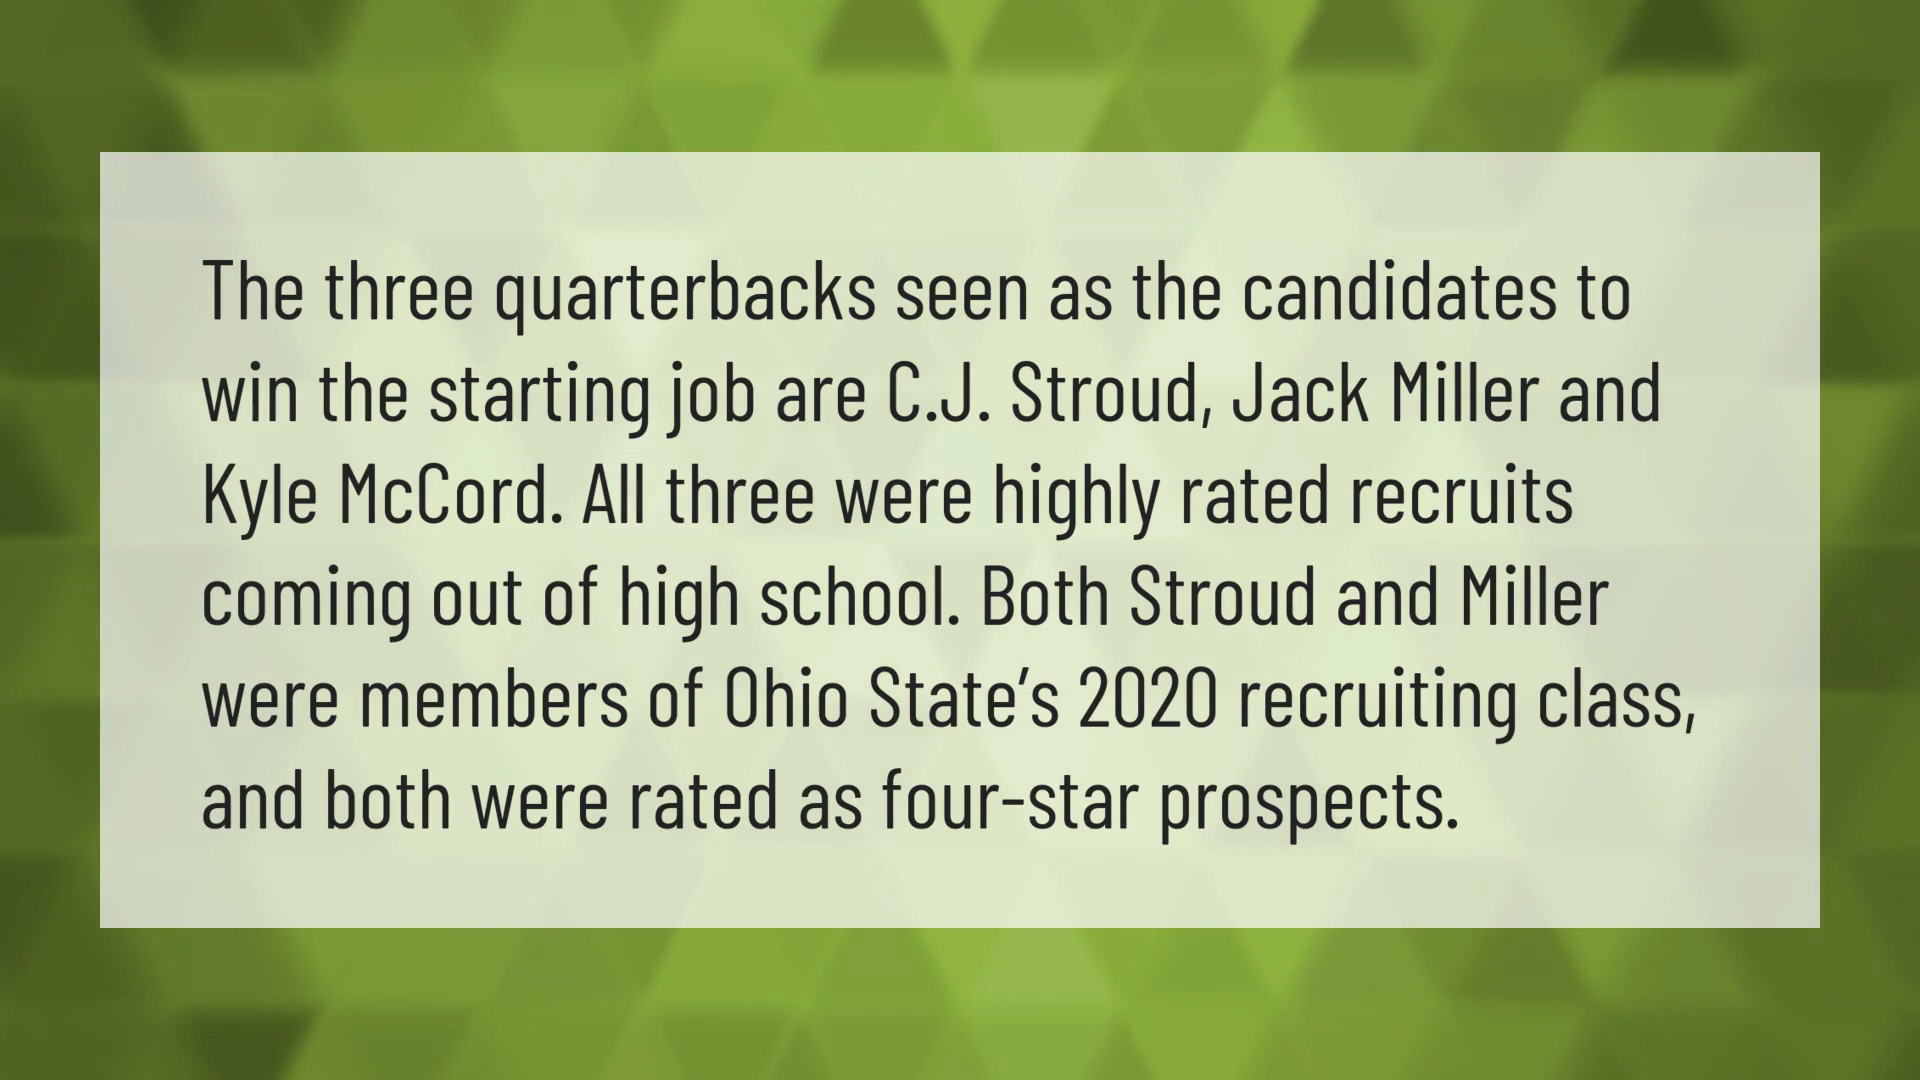 The three quarterbacks seen as the candidates to
win the starting job are C.J. Stroud, Jack Miller and
Kyle McCord. All three were highly rated recruits
coming out of high school. Both Stroud and Miller
were members of Ohio State’s 2020 recruiting class,
and both were rated as four-star prospects.